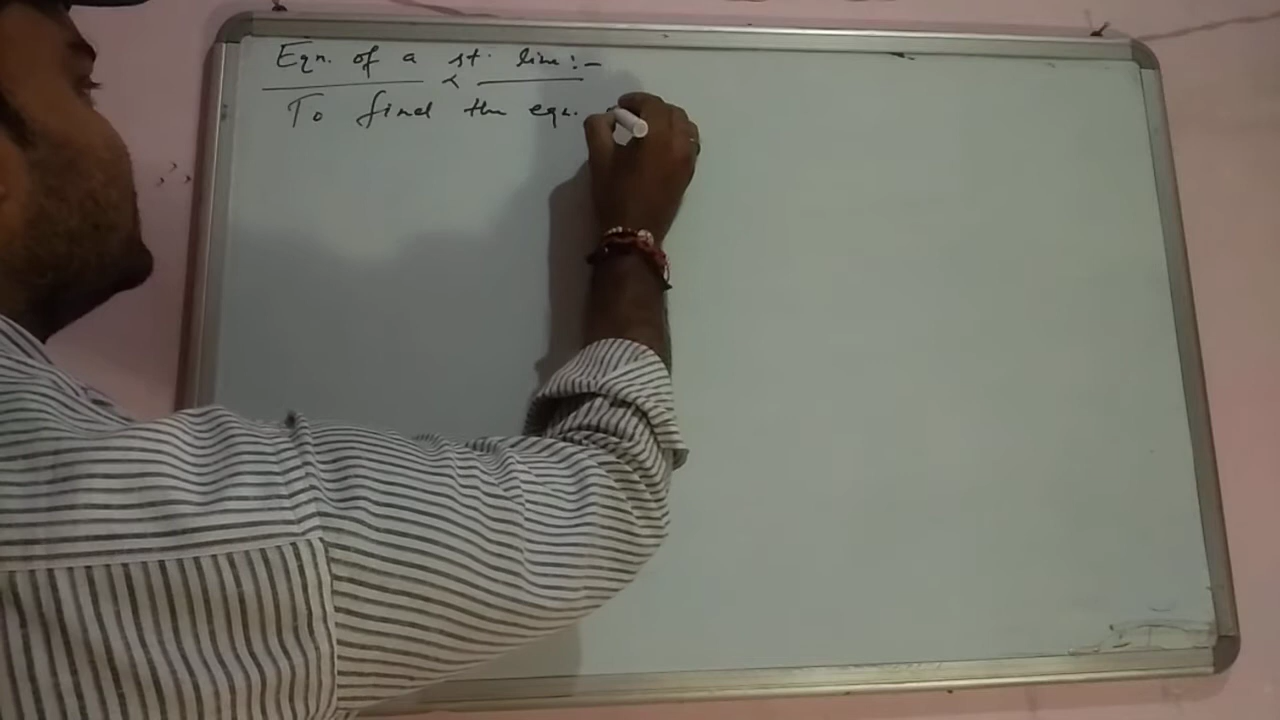 Eqn. of a st. line:-
To find the eqn.